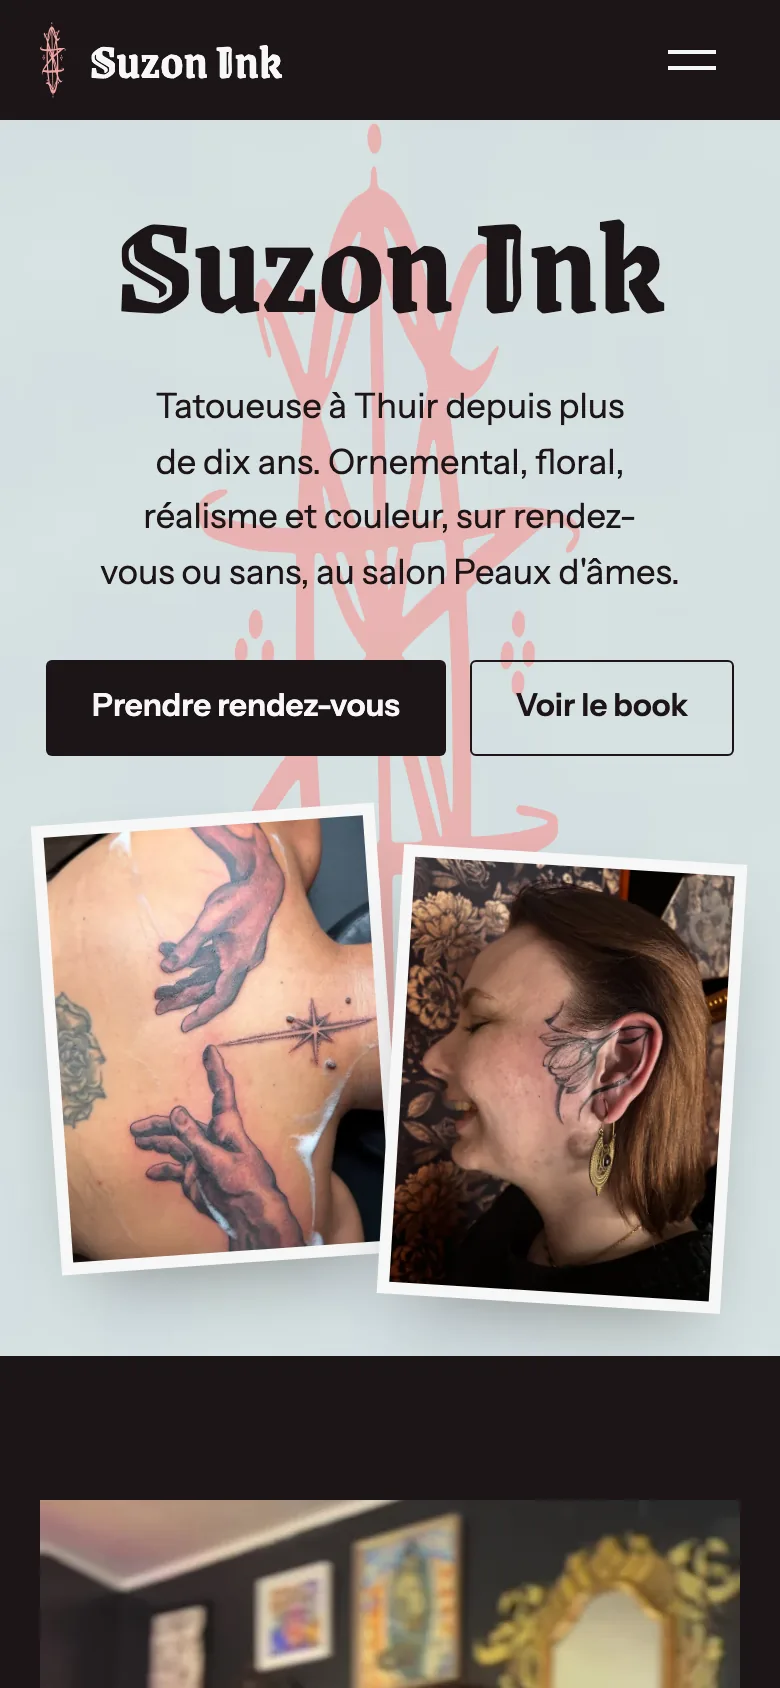 Suzon Ink
Suzon Ink
Tatoueuse à Thuir depuis plus
de dix ans. Ornemental, floral,
réalisme et couleur, sur rendez-
vous ou sans, au salon Peaux d'âmes.
Prendre rendez-vous
Voir le book